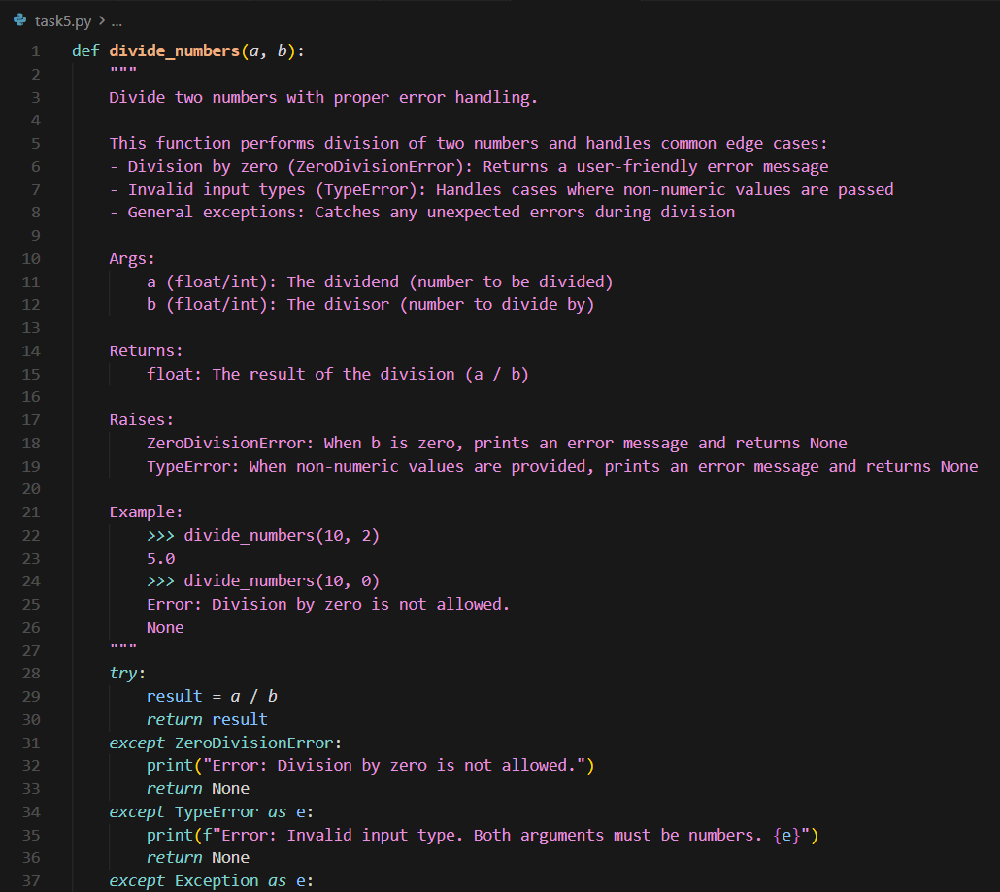 task5.py > ...
1 def divide_numbers(a, b):
2     """
3     Divide two numbers with proper error handling.
4
5     This function performs division of two numbers and handles common edge cases:
6     - Division by zero (ZeroDivisionError): Returns a user-friendly error message
7     - Invalid input types (TypeError): Handles cases where non-numeric values are passed
8     - General exceptions: Catches any unexpected errors during division
9
10     Args:
11         a (float/int): The dividend (number to be divided)
12         b (float/int): The divisor (number to divide by)
13
14     Returns:
15         float: The result of the division (a / b)
16
17     Raises:
18         ZeroDivisionError: When b is zero, prints an error message and returns None
19         TypeError: When non-numeric values are provided, prints an error message and returns None
20
21     Example:
22         >>> divide_numbers(10, 2)
23         5.0
24         >>> divide_numbers(10, 0)
25         Error: Division by zero is not allowed.
26         None
27     """
28     try:
29         result = a / b
30         return result
31     except ZeroDivisionError:
32         print("Error: Division by zero is not allowed.")
33         return None
34     except TypeError as e:
35         print(f"Error: Invalid input type. Both arguments must be numbers. {e}")
36         return None
37     except Exception as e: